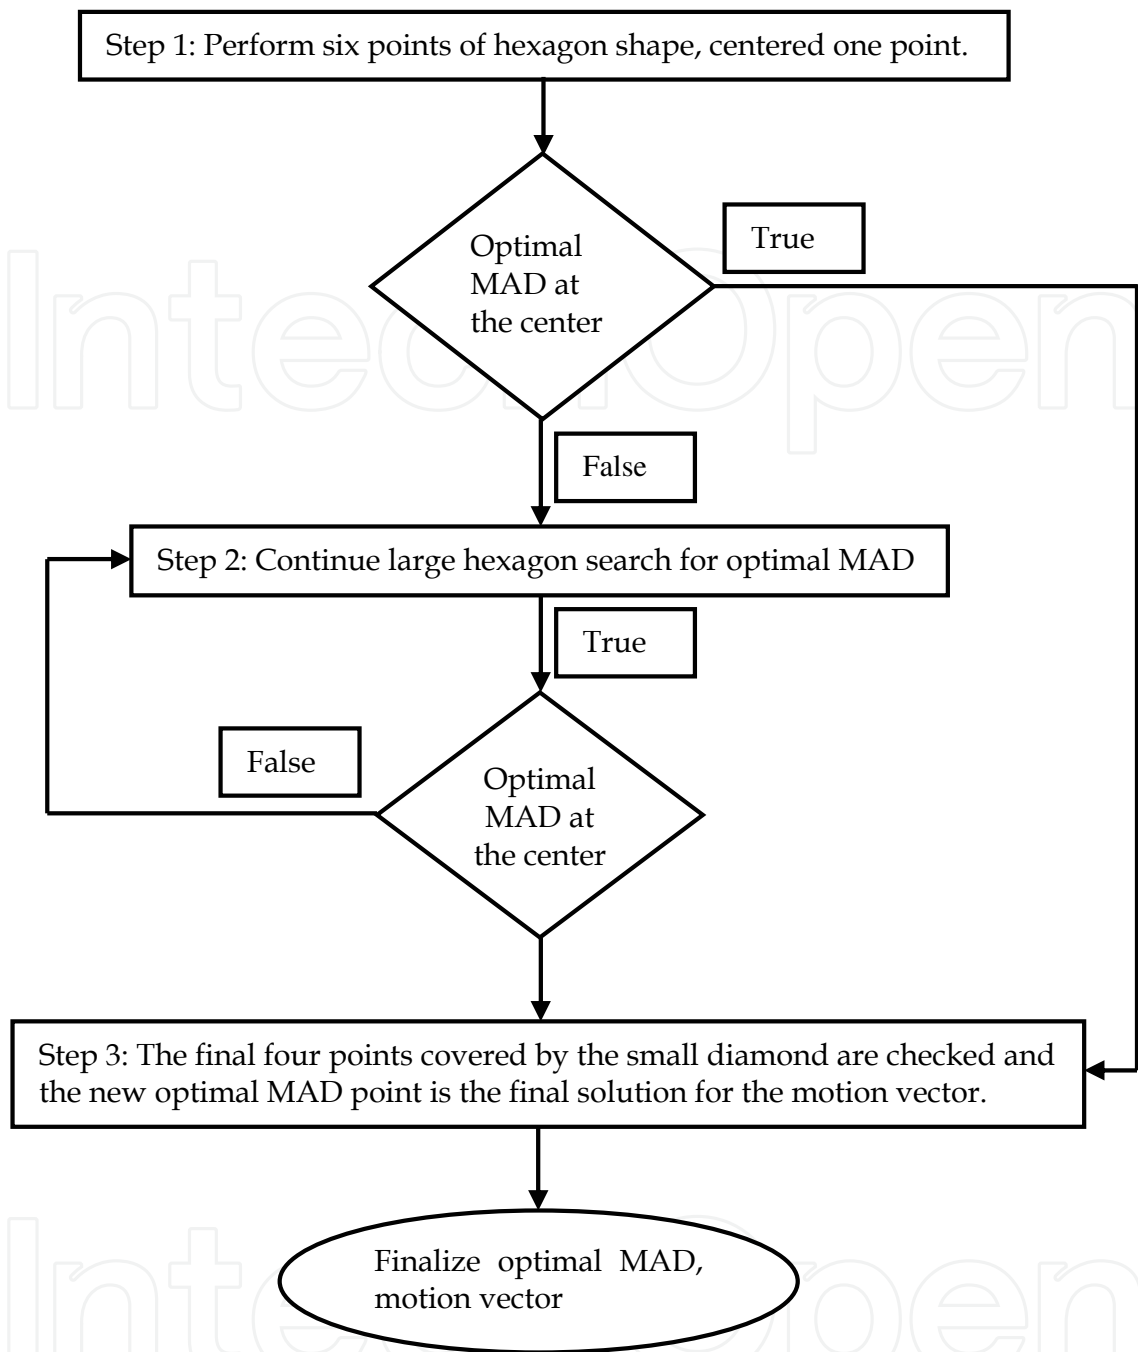 Step 1: Perform six points of hexagon shape, centered one point.
True
Optimal
MAD at
the center
False
Step 2: Continue large hexagon search for optimal MAD
True
False
Optimal
MAD at
the center
Step 3: The final four points covered by the small diamond are checked and
the new optimal MAD point is the final solution for the motion vector.
Finalize optimal MAD,
motion vector
IntechOpen
IntechOpen